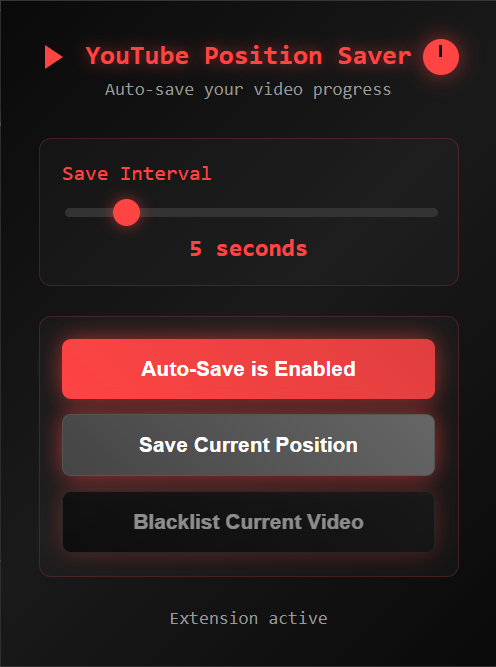 YouTube Position Saver
Auto-save your video progress
Save Interval
5 seconds
Auto-Save is Enabled
Save Current Position
Blacklist Current Video
Extension active